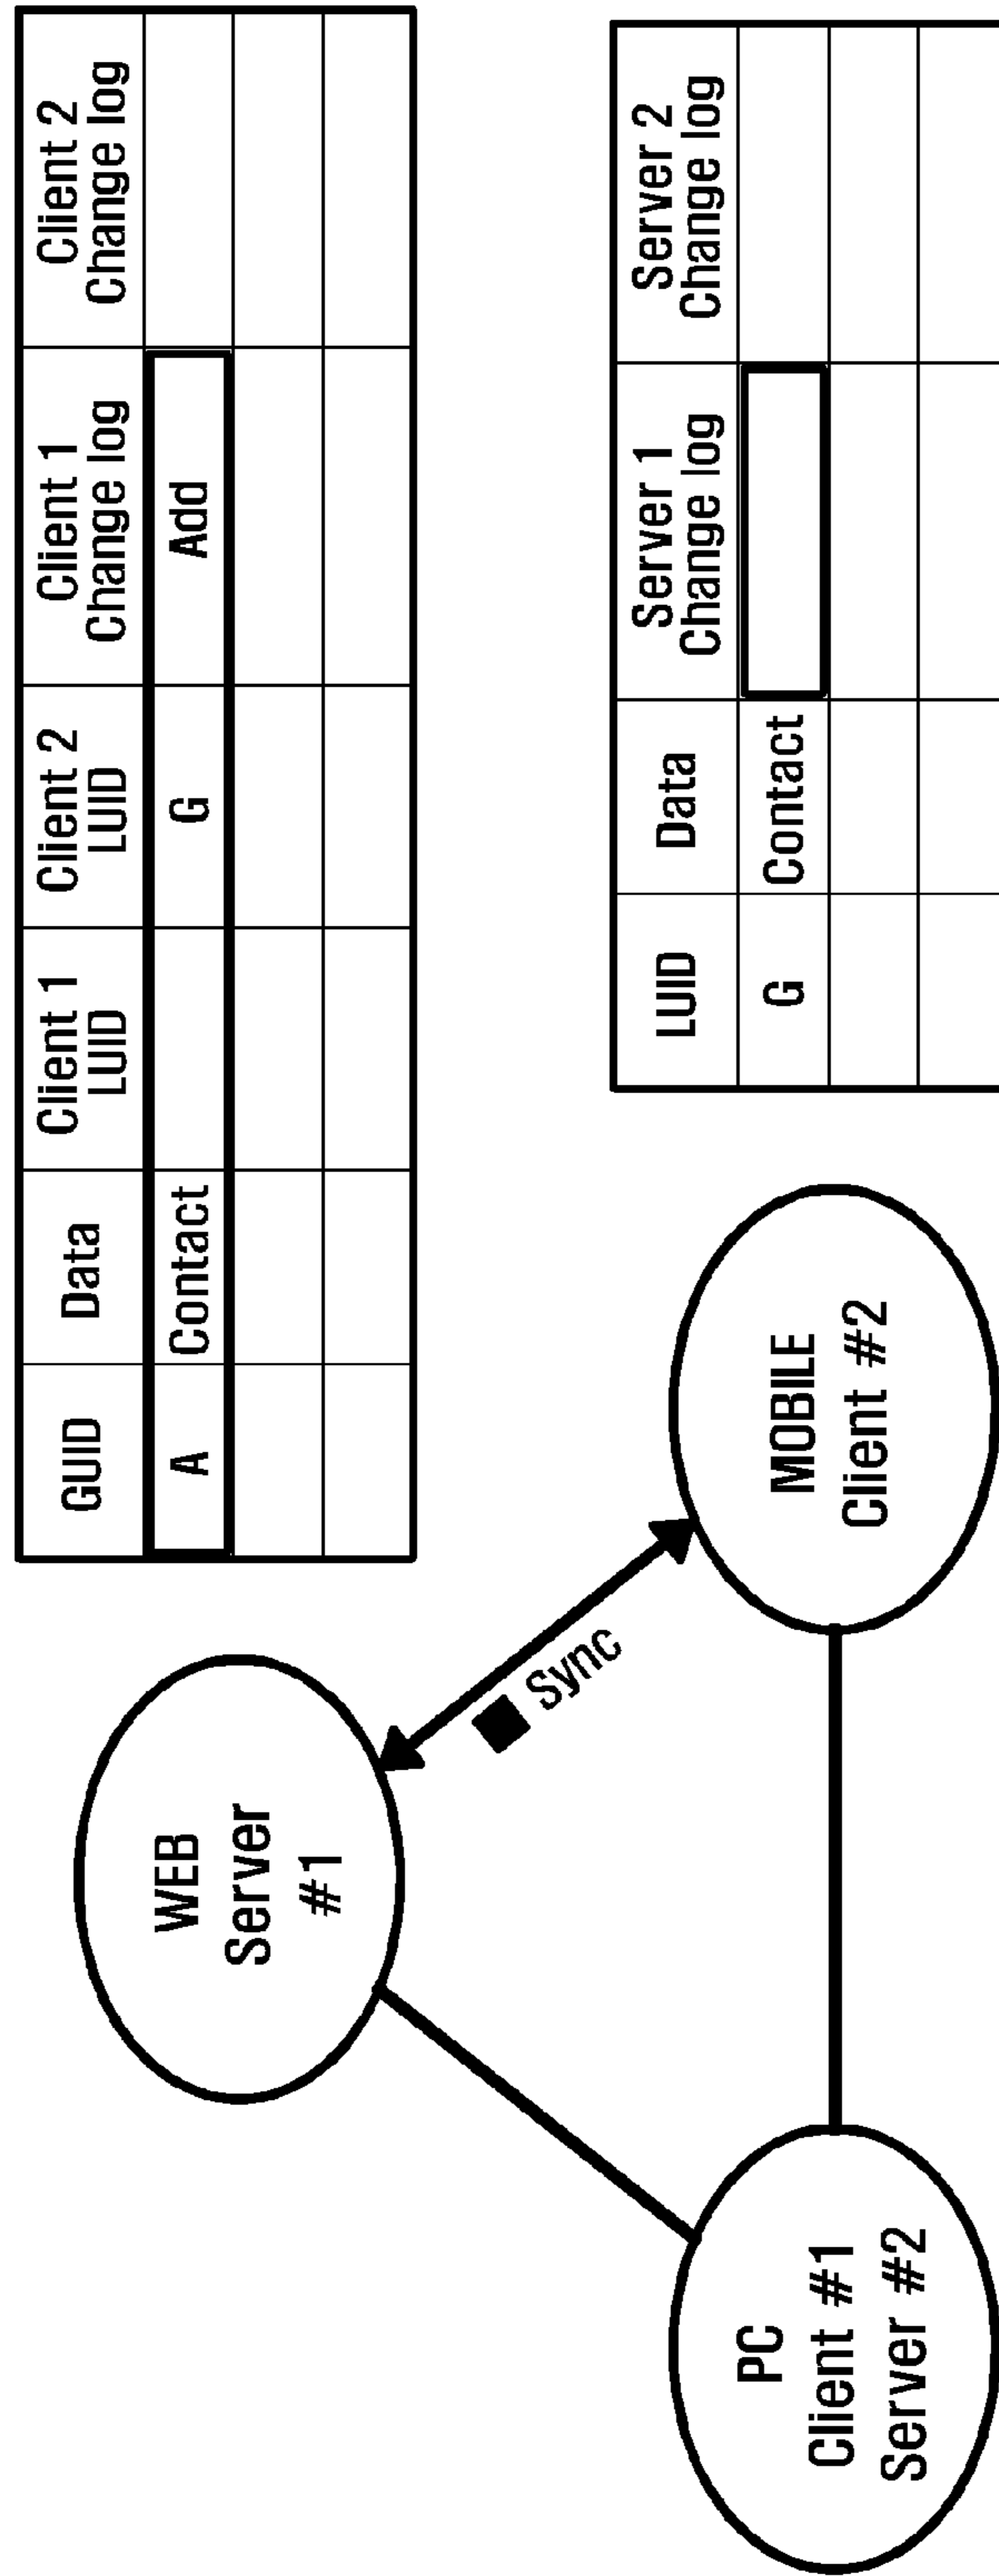 GUID
Data
Client 1
LUID
Client 2
LUID
Client 1
Change log
Client 2
Change log
A
Contact
G
Add
WEB
Server
#1
Sync
PC
Client #1
Server #2
MOBILE
Client #2
LUID
Data
Server 1
Change log
Server 2
Change log
G
Contact